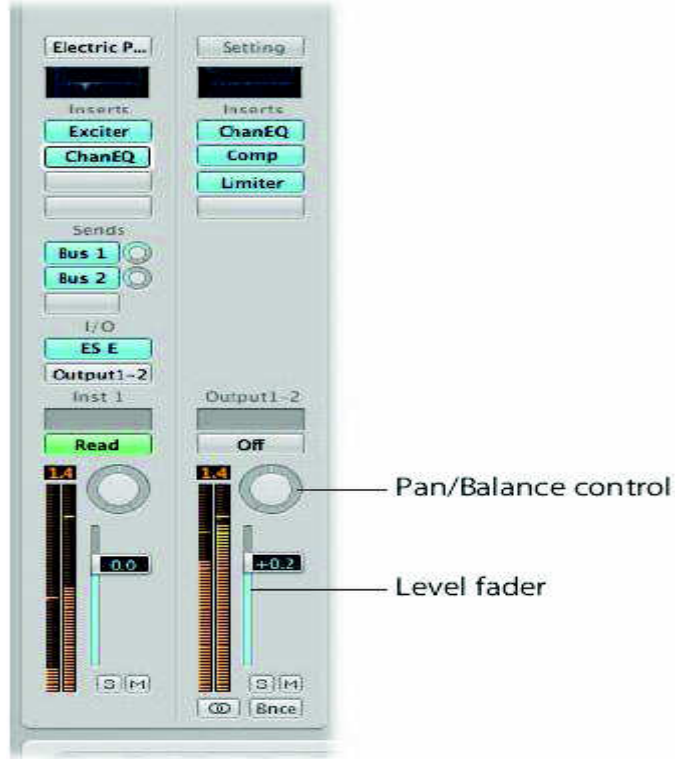 Electric P...
Setting
Inserts
Inserts
Exciter
ChanEQ
ChanEQ
Comp
Limiter
Sends
Bus 1
Bus 2
I/O
ES E
Output1-2
Inst 1
Output1-2
Read
Off
1.4
1.4
Pan/Balance control
0.0
+0.2
Level fader
S M
S M
Bnce